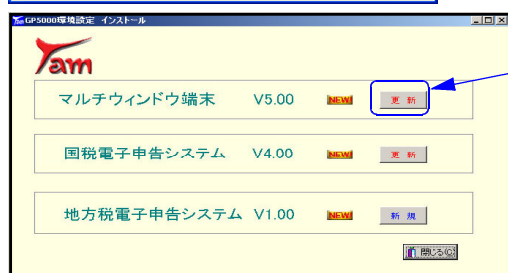 GP5000環境設定 インストール
Tam
マルチウィンドウ端末 V5.00 NEW! 更 新
国税電子申告システム V4.00 NEW! 更 新
地方税電子申告システム V1.00 NEW! 新 規
閉じる(C)